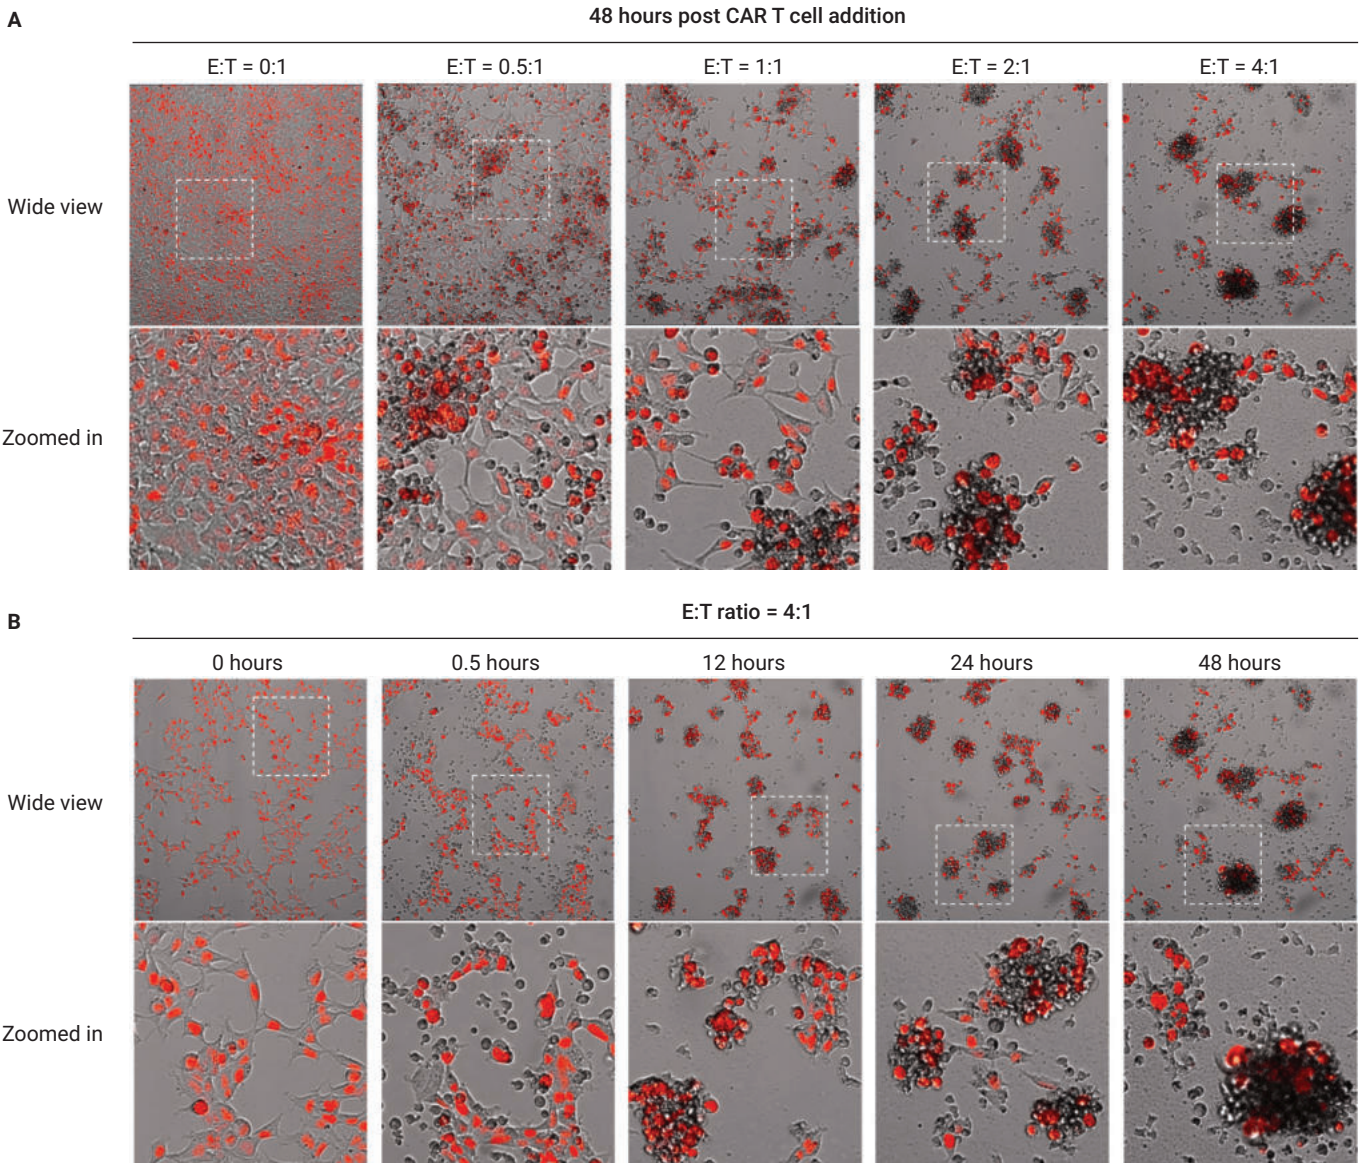 A
48 hours post CAR T cell addition
E:T = 0:1 E:T = 0.5:1 E:T = 1:1 E:T = 2:1 E:T = 4:1
Wide view
Zoomed in
B
E:T ratio = 4:1
0 hours 0.5 hours 12 hours 24 hours 48 hours
Wide view
Zoomed in